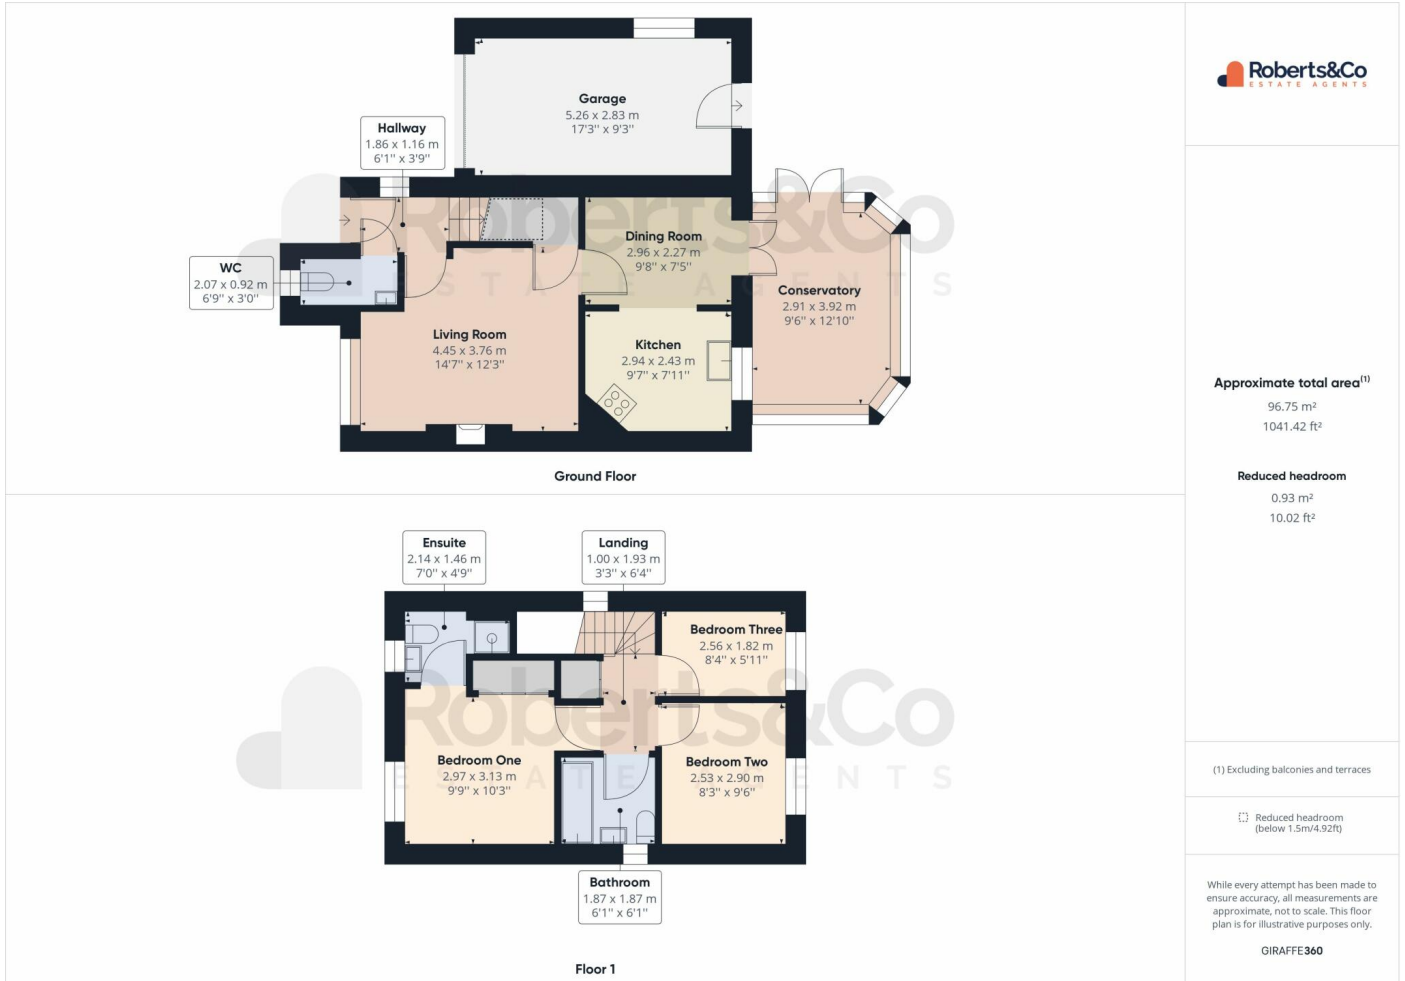 Garage
5.26 x 2.83 m
17'3'' x 9'3''
Hallway
1.86 x 1.16 m
6'1'' x 3'9''
WC
2.07 x 0.92 m
6'9'' x 3'0''
Dining Room
2.96 x 2.27 m
9'8'' x 7'5''
Conservatory
2.91 x 3.92 m
9'6'' x 12'10''
Living Room
4.45 x 3.76 m
14'7'' x 12'3''
Kitchen
2.94 x 2.43 m
9'7'' x 7'11''
Roberts&Co
ESTATE AGENTS
Ground Floor
Ensuite
2.14 x 1.46 m
7'0'' x 4'9''
Landing
1.00 x 1.93 m
3'3'' x 6'4''
Bedroom Three
2.56 x 1.82 m
8'4'' x 5'11''
Bedroom One
2.97 x 3.13 m
9'9'' x 10'3''
Bedroom Two
2.53 x 2.90 m
8'3'' x 9'6''
Roberts&Co
ESTATE AGENTS
Bathroom
1.87 x 1.87 m
6'1'' x 6'1''
Floor 1
Roberts&Co
ESTATE AGENTS
Approximate total area(1)
96.75 m²
1041.42 ft²
Reduced headroom
0.93 m²
10.02 ft²
(1) Excluding balconies and terraces
Reduced headroom
(below 1.5m/4.92ft)
While every attempt has been made to
ensure accuracy, all measurements are
approximate, not to scale. This floor
plan is for illustrative purposes only.
GIRAFFE360